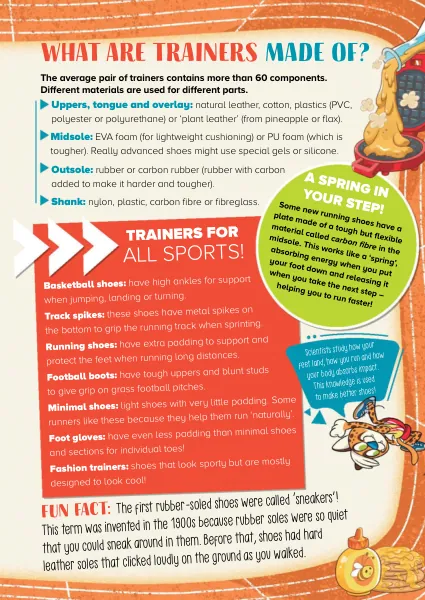 WHAT ARE TRAINERS MADE OF?
The average pair of trainers contains more than 60 components.
Different materials are used for different parts.
Uppers, tongue and overlay: natural leather, cotton, plastics (PVC,
polyester or polyurethane) or 'plant leather' (from pineapple or flax).
Midsole: EVA foam (for lightweight cushioning) or PU foam (which is
tougher). Really advanced shoes might use special gels or silicone.
Outsole: rubber or carbon rubber (rubber with carbon
added to make it harder and tougher).
Shank: nylon, plastic, carbon fibre or fibreglass.
A SPRING IN
YOUR STEP!
Some new running shoes have a
plate made of a tough but flexible
material called carbon fibre in the
midsole. This works like a 'spring',
absorbing energy when you put
your foot down and releasing it
when you take the next step –
helping you to run faster!
TRAINERS FOR
ALL SPORTS!
Basketball shoes: have high ankles for support
when jumping, landing or turning.
Track spikes: these shoes have metal spikes on
the bottom to grip the running track when sprinting.
Running shoes: have extra padding to support and
protect the feet when running long distances.
Football boots: have tough uppers and blunt studs
to give grip on grass football pitches.
Minimal shoes: light shoes with very little padding. Some
runners like these because they help them run 'naturally'.
Foot gloves: have even less padding than minimal shoes
and sections for individual toes!
Fashion trainers: shoes that look sporty but are mostly
designed to look cool!
Scientists study how your
feet land, how you run and how
your body absorbs impact.
This knowledge is used
to make better shoes!
FUN FACT: The first rubber-soled shoes were called 'sneakers'!
This term was invented in the 1800s because rubber soles were so quiet
that you could sneak around in them. Before that, shoes had hard
leather soles that clicked loudly on the ground as you walked.